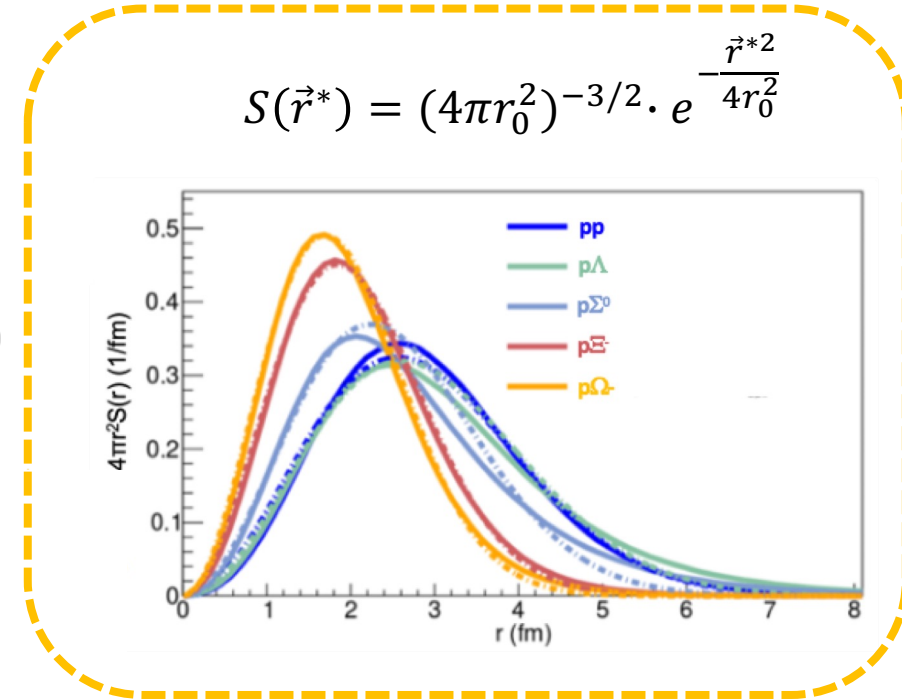 S(r⃗*) = (4πr₀²)^{-3/2} · e^{-r⃗*²/4r₀²}
0.5
0.4
0.3
0.2
0.1
0
4πr²S(r) (1/fm)
pp
pΛ
pΣ⁰
pΞ⁻
pΩ⁻
0 1 2 3 4 5 6 7 8
r (fm)